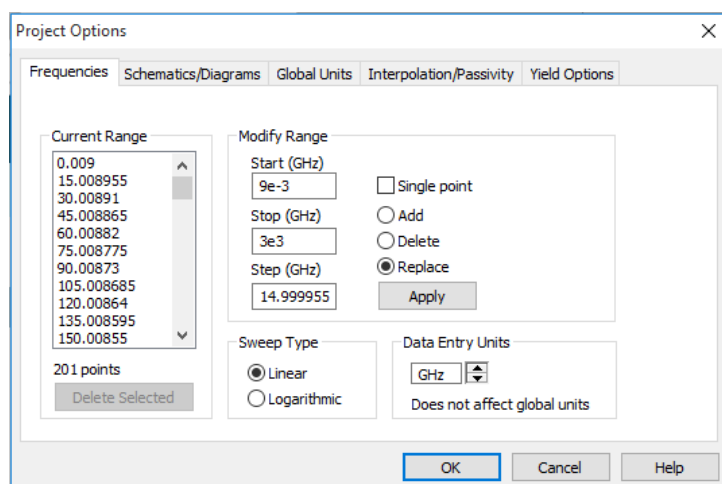 Project Options
Frequencies Schematics/Diagrams Global Units Interpolation/Passivity Yield Options
Current Range
0.009
15.008955
30.00891
45.008865
60.00882
75.008775
90.00873
105.008685
120.00864
135.008595
150.00855
201 points
Delete Selected
Modify Range
Start (GHz)
9e-3
Single point
Stop (GHz)
Add
3e3
Delete
Step (GHz)
Replace
14.999955
Apply
Sweep Type
Linear
Logarithmic
Data Entry Units
GHz
Does not affect global units
OK Cancel Help